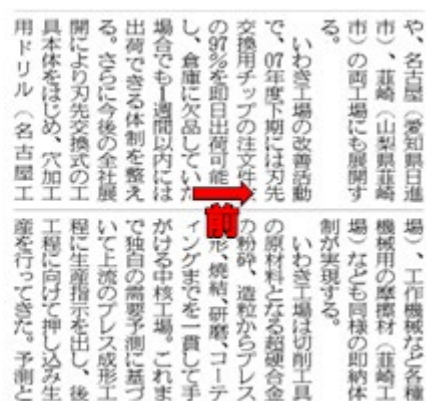 や、名古屋(愛知県日進
市)、韮崎(山梨県韮崎
市)の両工場にも展開す
る。
いわき工場の改善活動
で、07年度下期には刃先
交換用チップの注文件
の97%を即日出荷可能
し、倉庫に欠品していた
場合でも1週間以内には
出荷できる体制を整え
る。さらに今後の全社展
開により刃先交換式の工
具本体をはじめ、穴加工
用ドリル(名古屋工
場)、工作機械など各種
機械用の摩擦材(韮崎工
場)なども同様の即納体
制が実現する。
いわき工場は切削工具
の原材料となる超硬合金
の粉砕、造粒からプレス
形、焼結、研磨、コーテ
ィングまでを一貫して手
がける中核工場。これま
で独自の需要予測に基づ
いて上流のプレス成形工
程に生産指示を出し、後
工程に向けて押し込み生
産を行ってきた。予測と
前